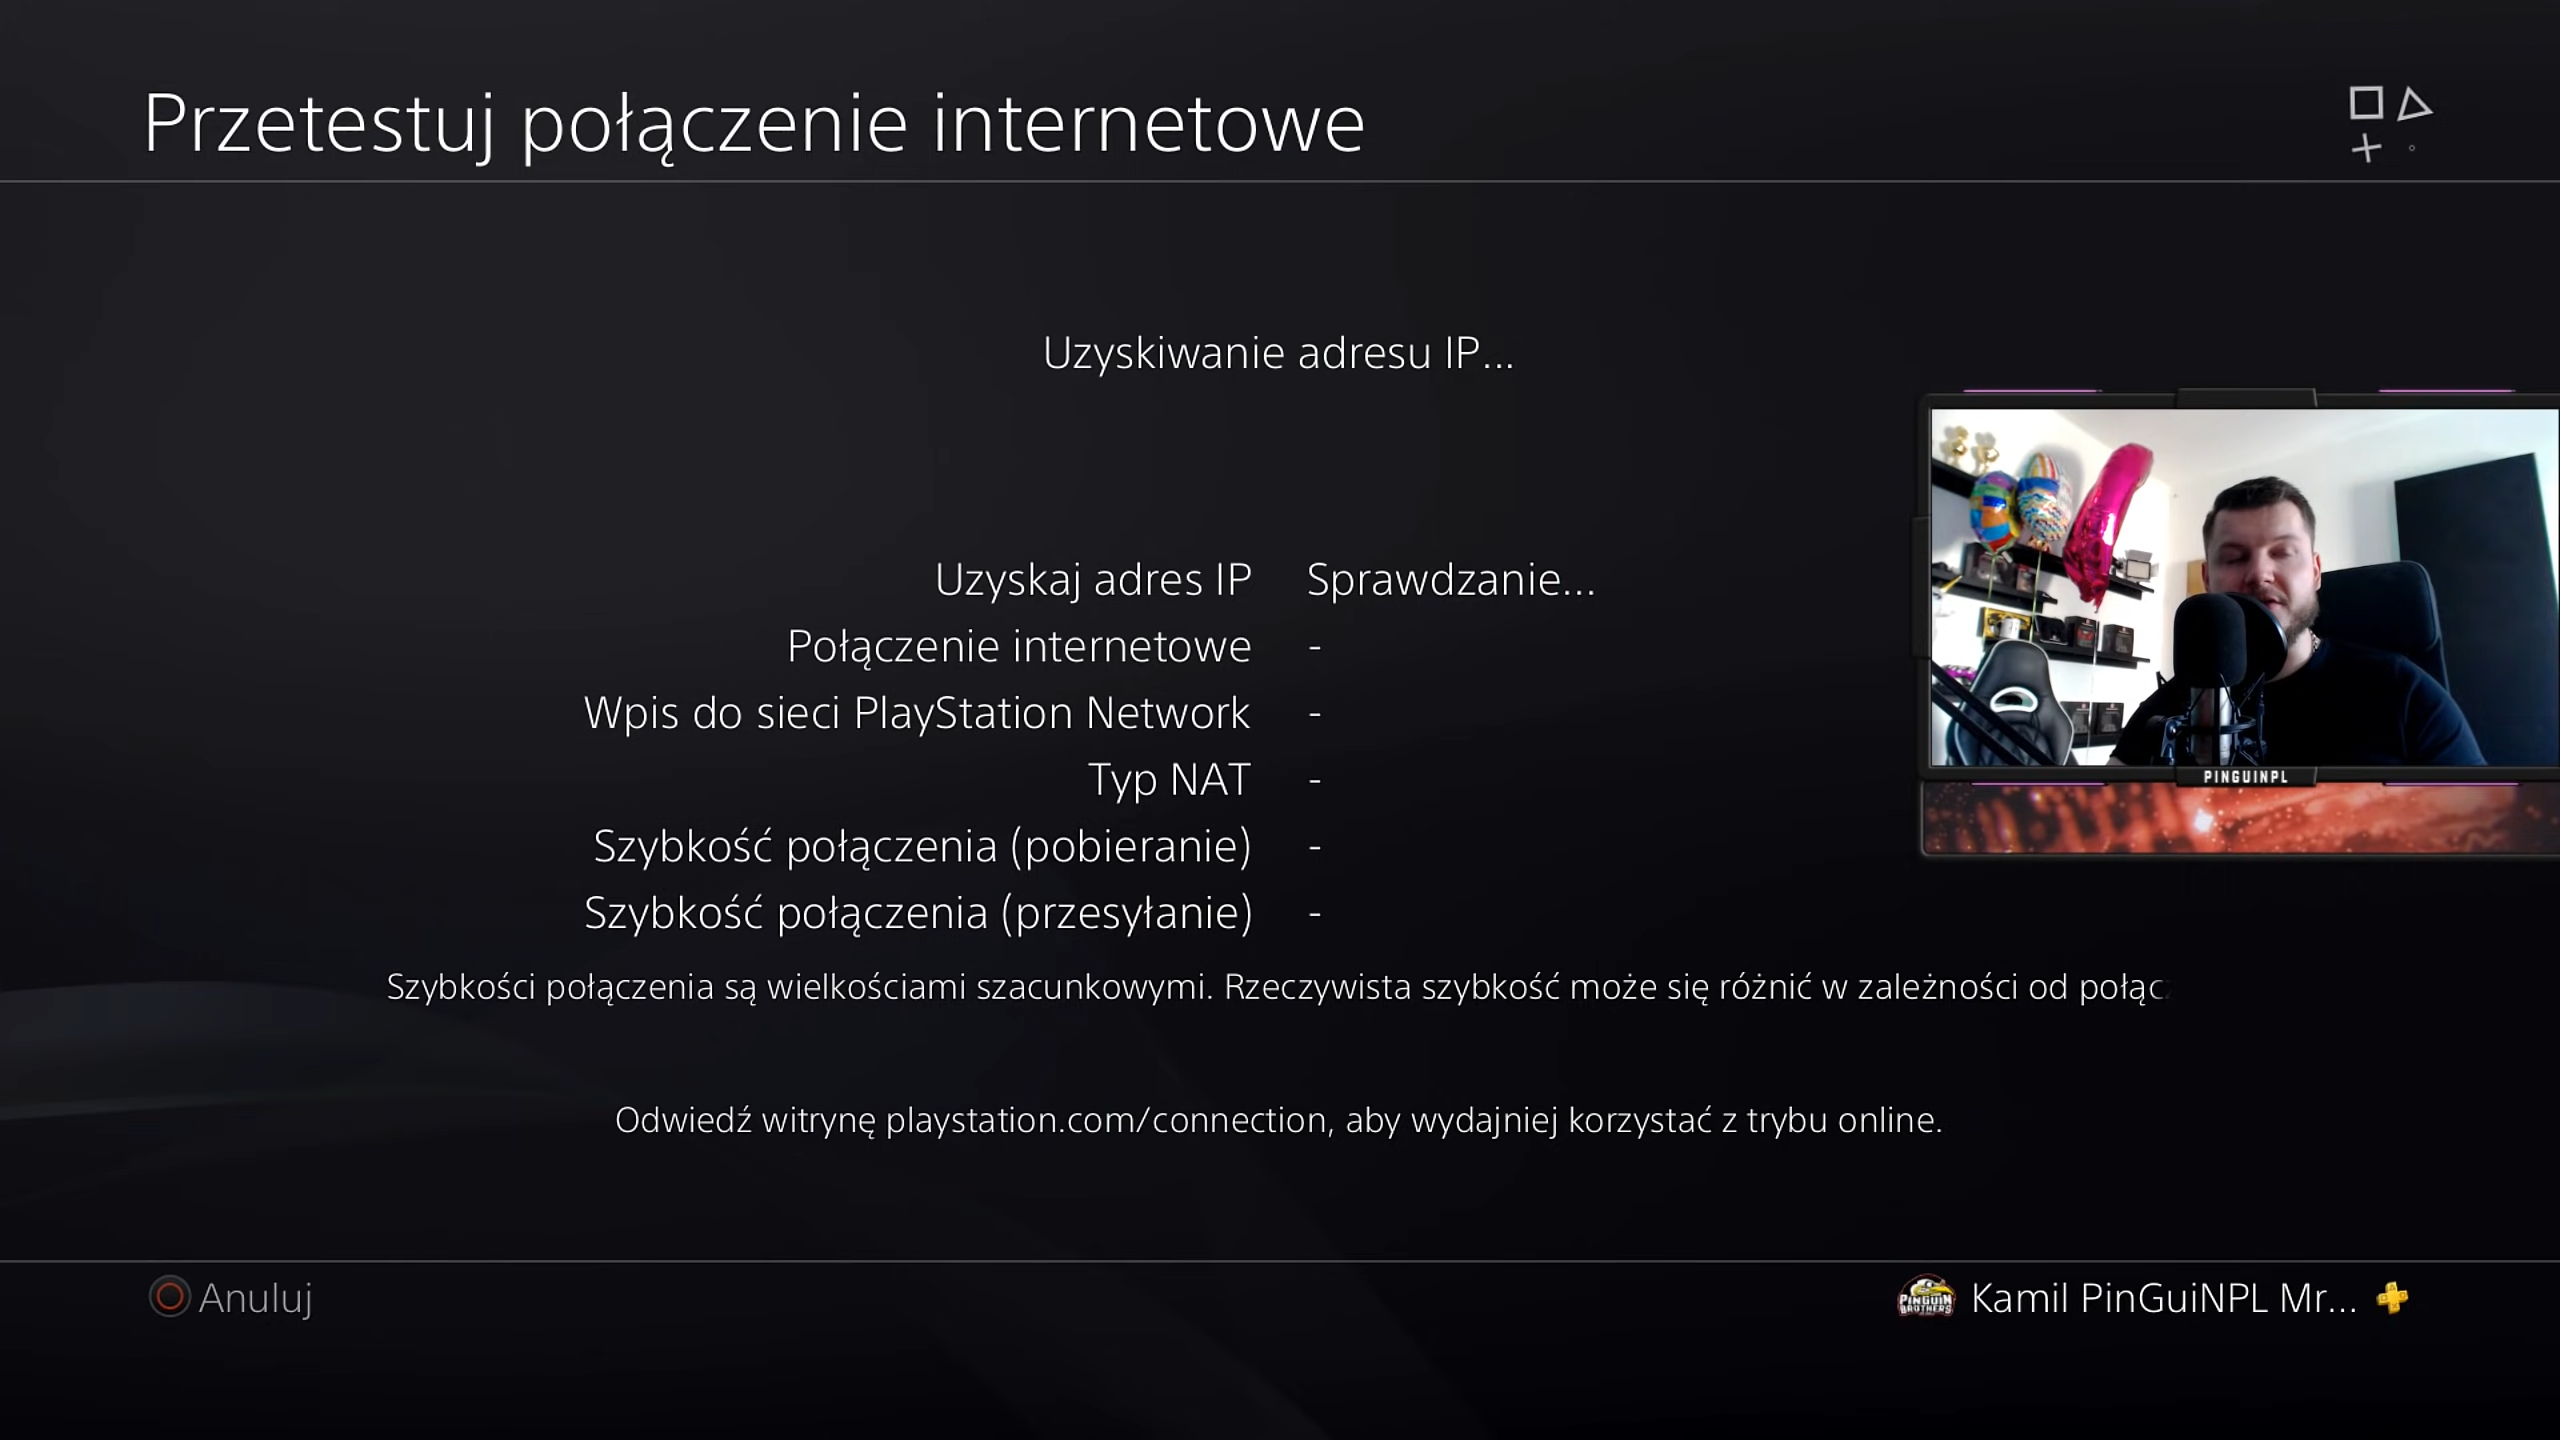 Przetestuj połączenie internetowe
Uzyskiwanie adresu IP...
Uzyskaj adres IP Sprawdzanie...
Połączenie internetowe -
Wpis do sieci PlayStation Network -
Typ NAT -
Szybkość połączenia (pobieranie) -
Szybkość połączenia (przesyłanie) -
PINGUINPL
Szybkości połączenia są wielkościami szacunkowymi. Rzeczywista szybkość może się różnić w zależności od połąc
Odwiedź witrynę playstation.com/connection, aby wydajniej korzystać z trybu online.
Anuluj
PINGUIN
BROTHERS
Kamil PinGuiNPL Mr...